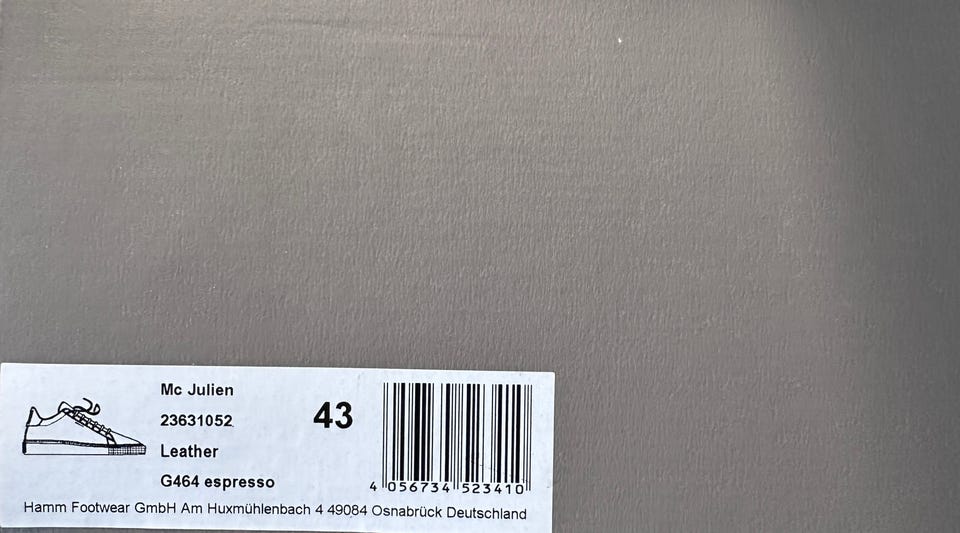 Mc Julien
23631052
Leather
G464 espresso
43
4 056734 523410
Hamm Footwear GmbH Am Huxmühlenbach 4 49084 Osnabrück Deutschland